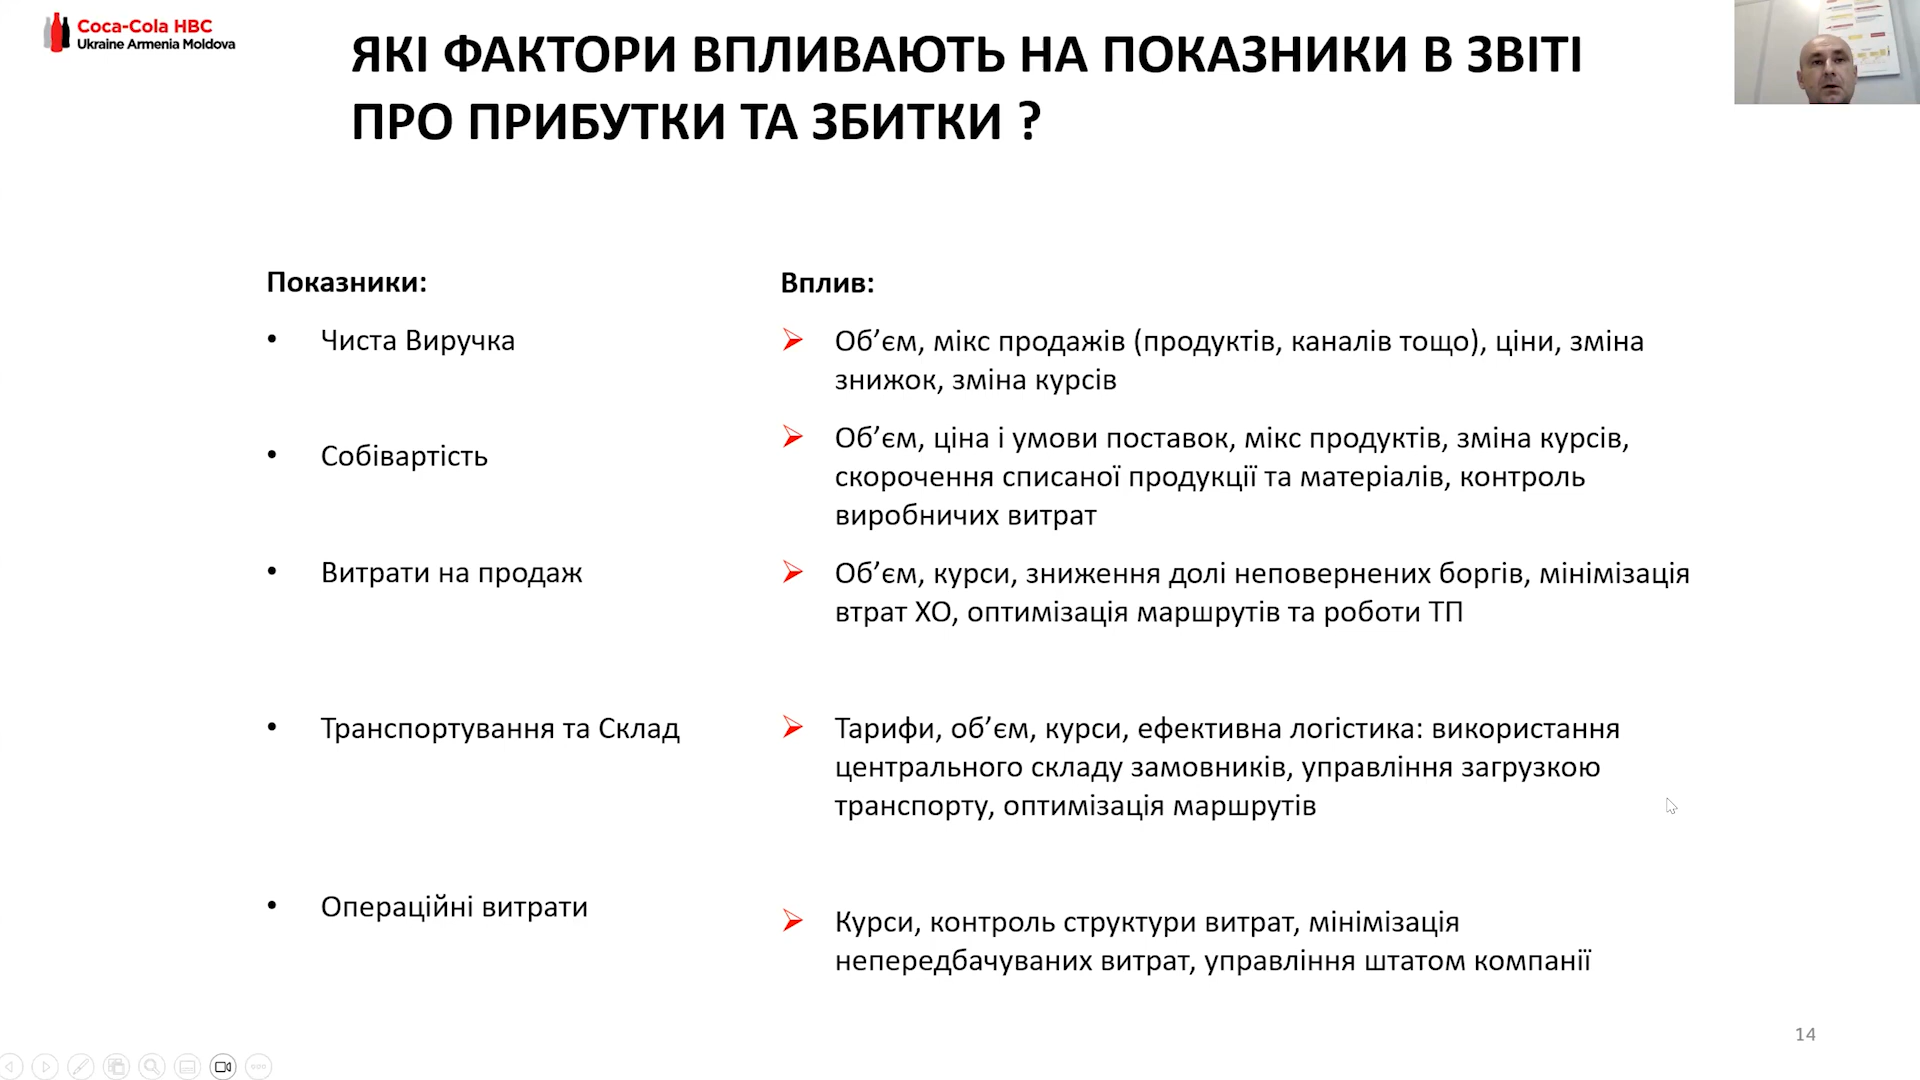 Coca-Cola HBC
Ukraine Armenia Moldova
ЯКІ ФАКТОРИ ВПЛИВАЮТЬ НА ПОКАЗНИКИ В ЗВІТІ
ПРО ПРИБУТКИ ТА ЗБИТКИ ?
Показники:
Вплив:
• Чиста Виручка
Об’єм, мікс продажів (продуктів, каналів тощо), ціни, зміна
знижок, зміна курсів
• Собівартість
Об’єм, ціна і умови поставок, мікс продуктів, зміна курсів,
скорочення списаної продукції та матеріалів, контроль
виробничих витрат
• Витрати на продаж
Об’єм, курси, зниження долі неповернених боргів, мінімізація
втрат ХО, оптимізація маршрутів та роботи ТП
• Транспортування та Склад
Тарифи, об’єм, курси, ефективна логістика: використання
центрального складу замовників, управління загрузкою
транспорту, оптимізація маршрутів
• Операційні витрати
Курси, контроль структури витрат, мінімізація
непередбачуваних витрат, управління штатом компанії
14